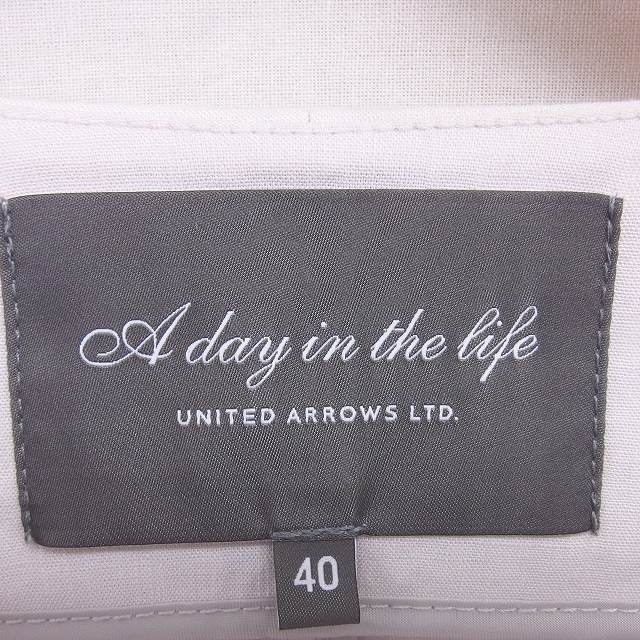 A day in the life
UNITED ARROWS LTD.
40